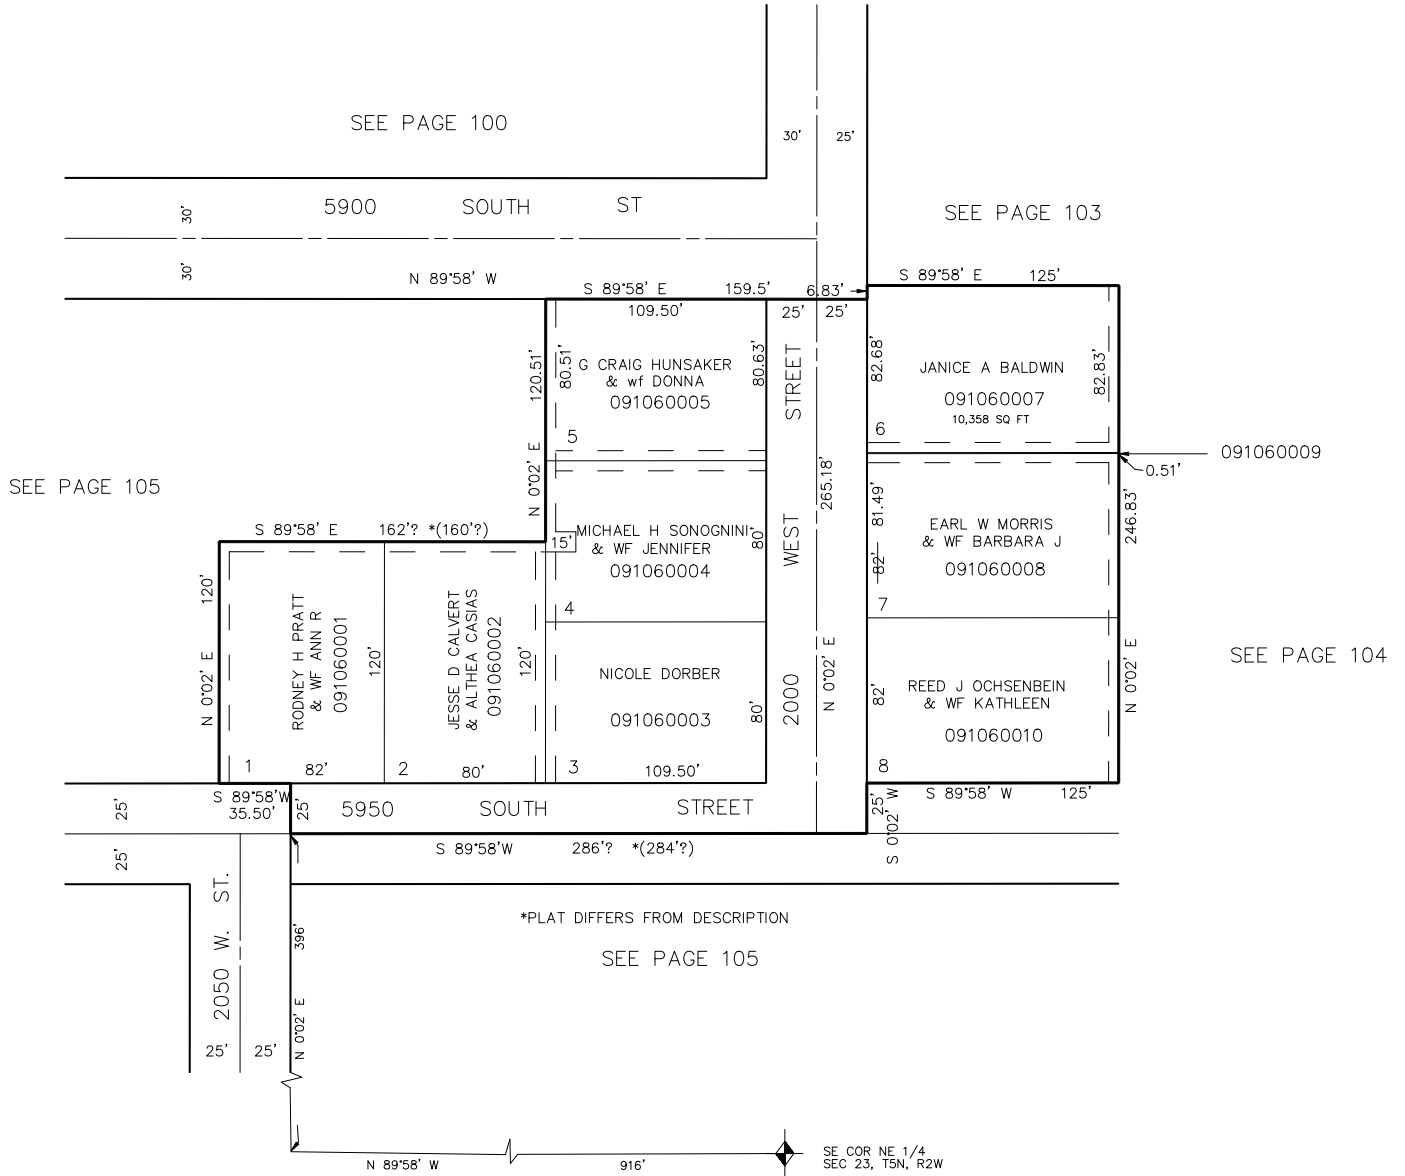 SEE PAGE 100
30' 25'
5900 SOUTH ST
30'
30'
SEE PAGE 103
N 89°58' W
S 89°58' E 159.5' 6.83'
S 89°58' E 125'
109.50'
25' 25'
120.51'
N 0°02' E
80.51'
G CRAIG HUNSAKER
& wf DONNA
091060005
80.63'
5
WEST STREET
2000
265.18'
N 0°02' E
82.68'
JANICE A BALDWIN
091060007
10,358 SQ FT
82.83'
6
091060009
0.51'
SEE PAGE 105
S 89°58' E 162'? *(160'?)
15'
MICHAEL H SONOGNINI
& WF JENNIFER
091060004
80'
4
81.49'
82'
EARL W MORRIS
& WF BARBARA J
091060008
246.83'
7
120'
N 0°02' E
RODNEY H PRATT
& WF ANN R
091060001
120'
JESSE D CALVERT
& ALTHEA CASIAS
091060002
120'
NICOLE DORBER
091060003
80'
82'
REED J OCHSENBEIN
& WF KATHLEEN
091060010
N 0°02' E
SEE PAGE 104
1 82' 2 80' 3 109.50'
8
S 89°58'W
35.50'
25'
25'
25'
5950 SOUTH STREET
25'
S 0°02' W
S 89°58' W 125'
S 89°58'W 286'? *(284'?)
2050 W. ST.
25' 25'
396'
N 0°02' E
*PLAT DIFFERS FROM DESCRIPTION
SEE PAGE 105
N 89°58' W 916'
SE COR NE 1/4
SEC 23, T5N, R2W